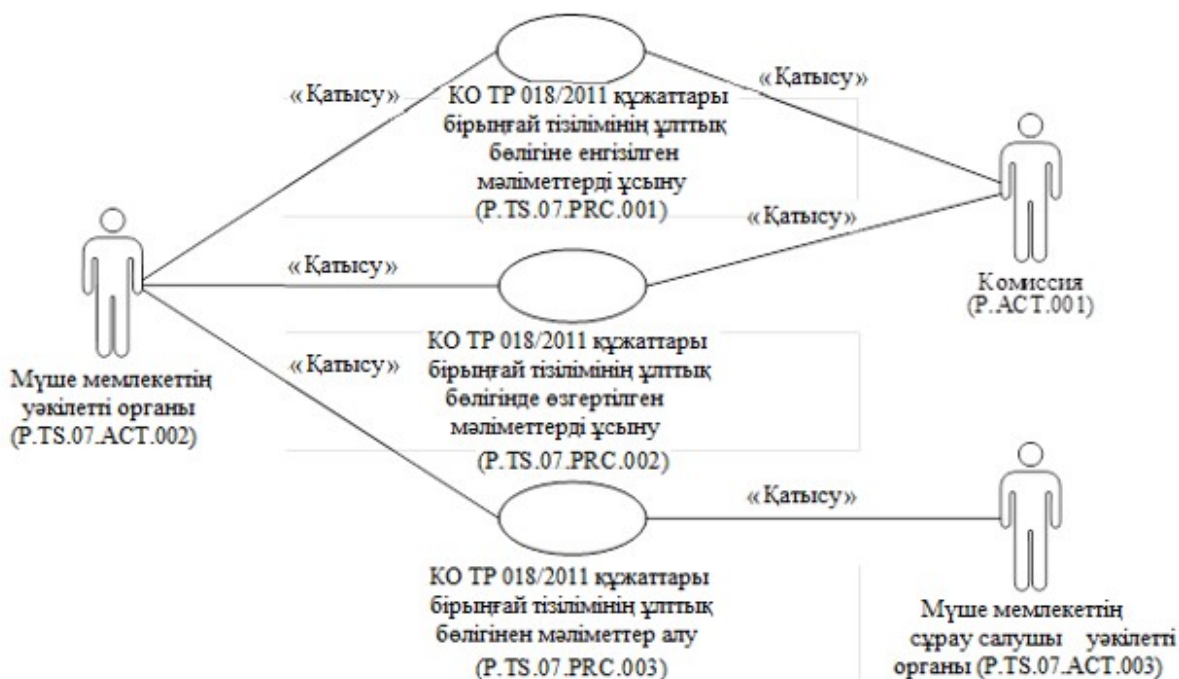 «Қатысу»
«Қатысу»
КО ТР 018/2011 құжаттары
бірыңғай тізілімінің ұлттық
бөлігіне енгізілген
мәліметтерді ұсыну
(P.TS.07.PRC.001)
«Қатысу»
«Қатысу»
Комиссия
(P.ACT.001)
КО ТР 018/2011 құжаттары
бірыңғай тізілімінің ұлттық
бөлігінде өзгертілген
мәліметтерді ұсыну
(P.TS.07.PRC.002)
«Қатысу»
Мүше мемлекеттің
уәкілетті органы
(P.TS.07.ACT.002)
«Қатысу»
КО ТР 018/2011 құжаттары
бірыңғай тізілімінің ұлттық
бөлігінен мәліметтер алу
(P.TS.07.PRC.003)
Мүше мемлекеттің
сұрау салушы уәкілетті
органы (P.TS.07.ACT.003)